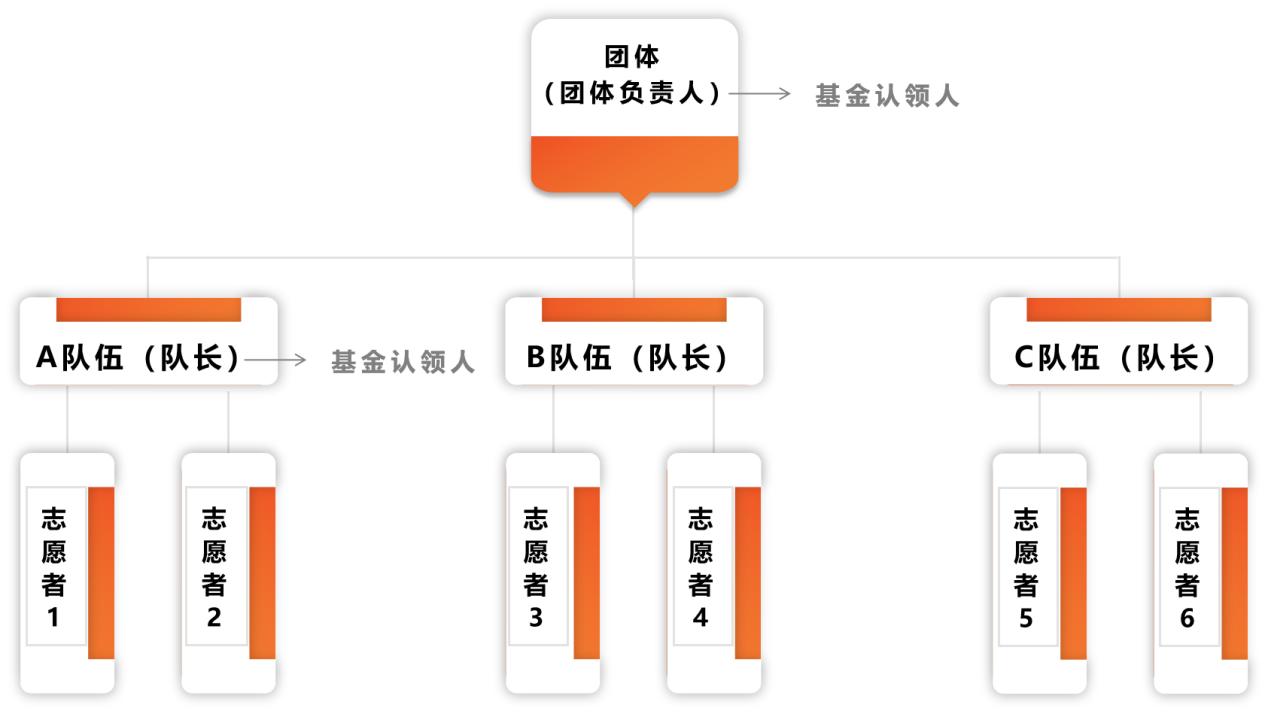 团体
（团体负责人）
基金认领人
A队伍（队长）
基金认领人
B队伍（队长）
C队伍（队长）
志愿者1
志愿者2
志愿者3
志愿者4
志愿者5
志愿者6